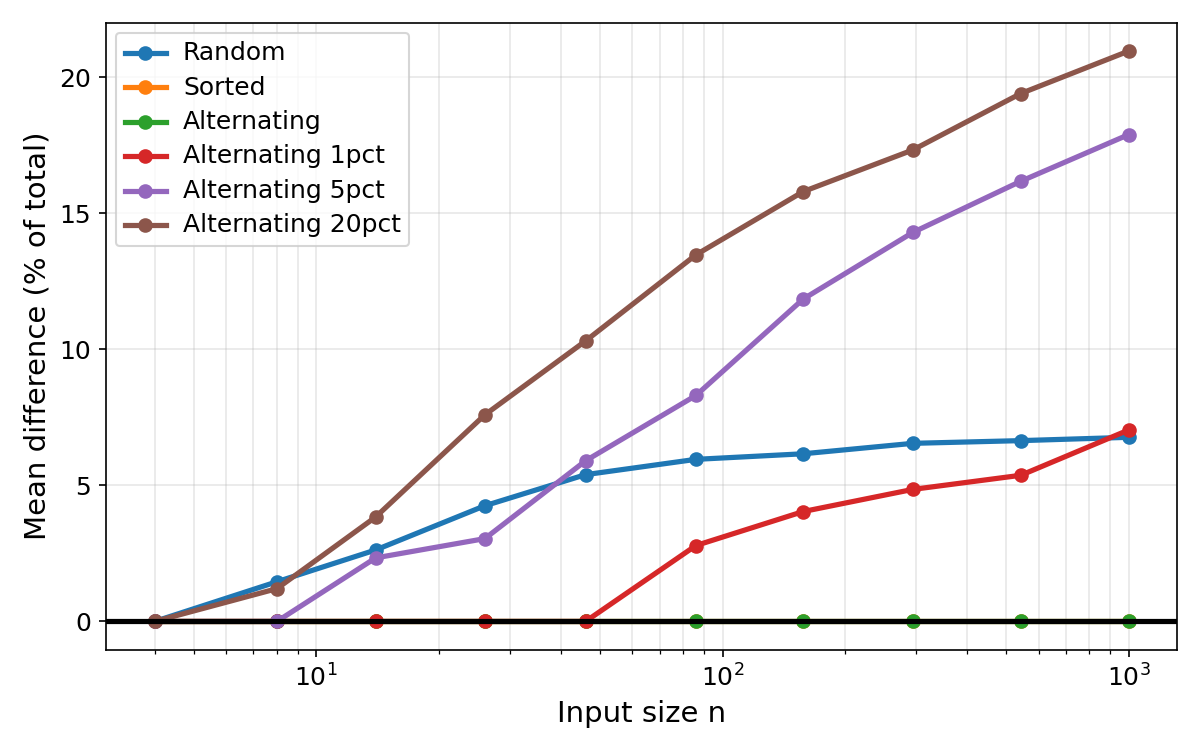 Random
Sorted
Alternating
Alternating 1pct
Alternating 5pct
Alternating 20pct
Mean difference (% of total)
20
15
10
5
0
10¹
10²
10³
Input size n